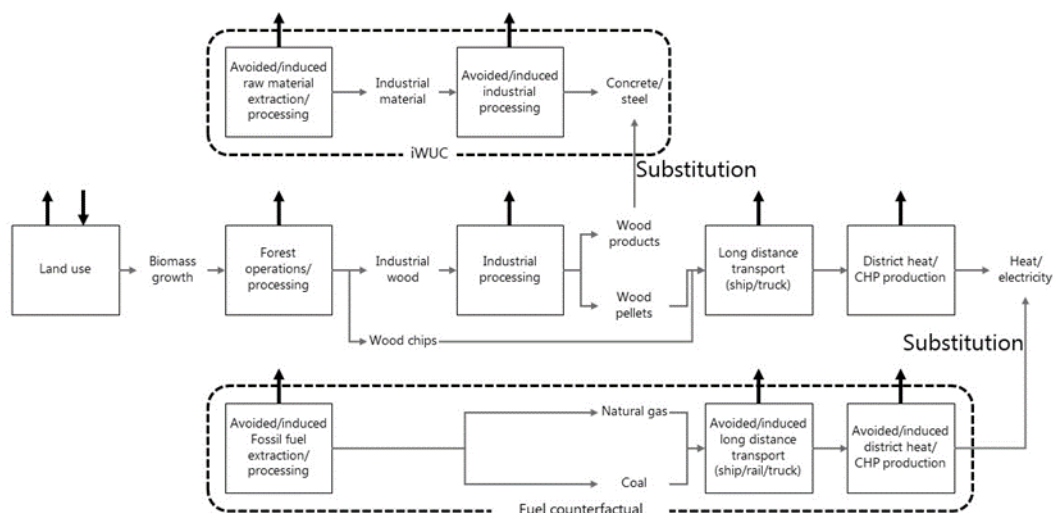 Avoided/induced
raw material
extraction/
processing
Industrial
material
Avoided/induced
industrial
processing
Concrete/
steel
iWUC
Substitution
Land use
Biomass
growth
Forest
operations/
processing
Industrial
wood
Industrial
processing
Wood
products
Wood
pellets
Wood chips
Long distance
transport
(ship/truck)
District heat/
CHP production
Heat/
electricity
Substitution
Avoided/induced
Fossil fuel
extraction/
processing
Natural gas
Coal
Avoided/induced
long distance
transport
(ship/rail/truck)
Avoided/induced
district heat/
CHP production
Fuel counterfactual